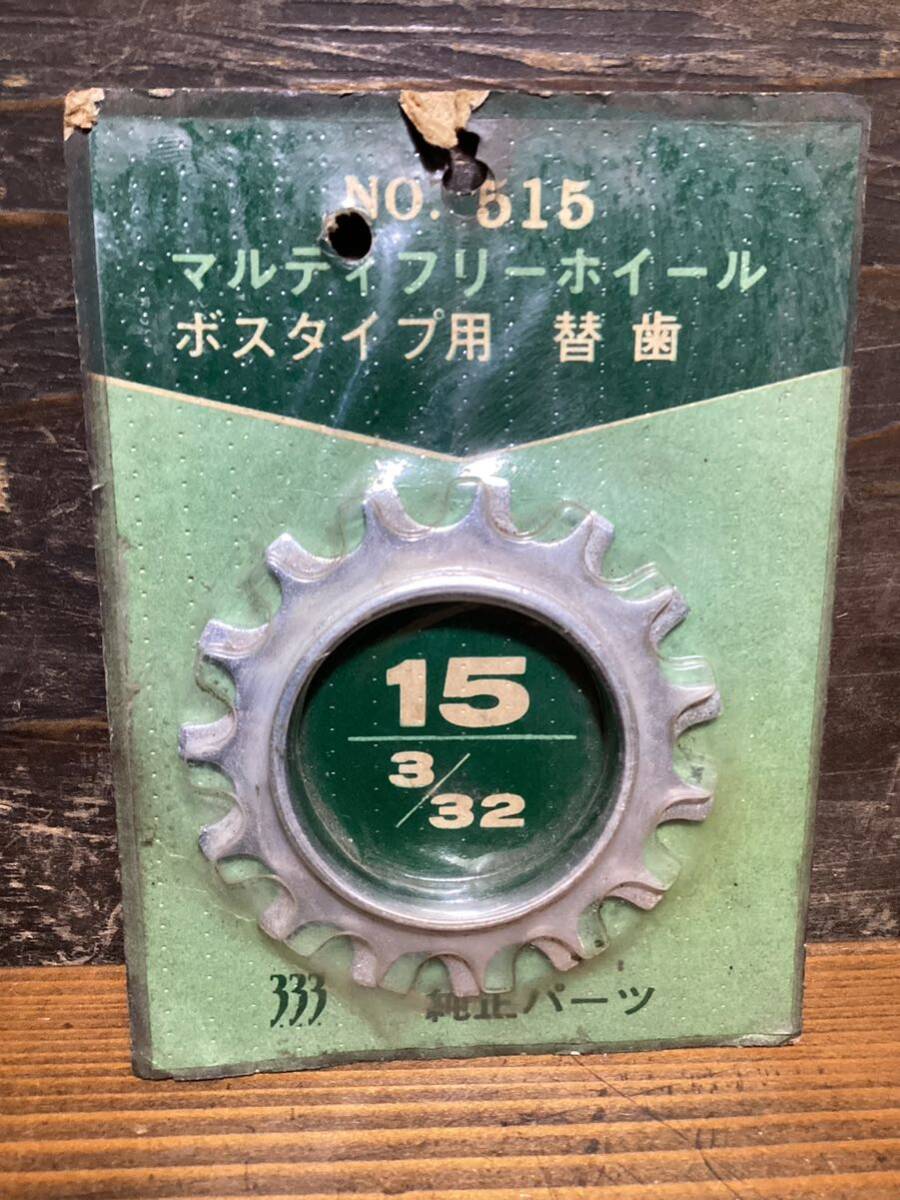 NO. 515
マルティフリーホイール
ボスタイプ用 替歯
15
3/32
333 純正パーツ